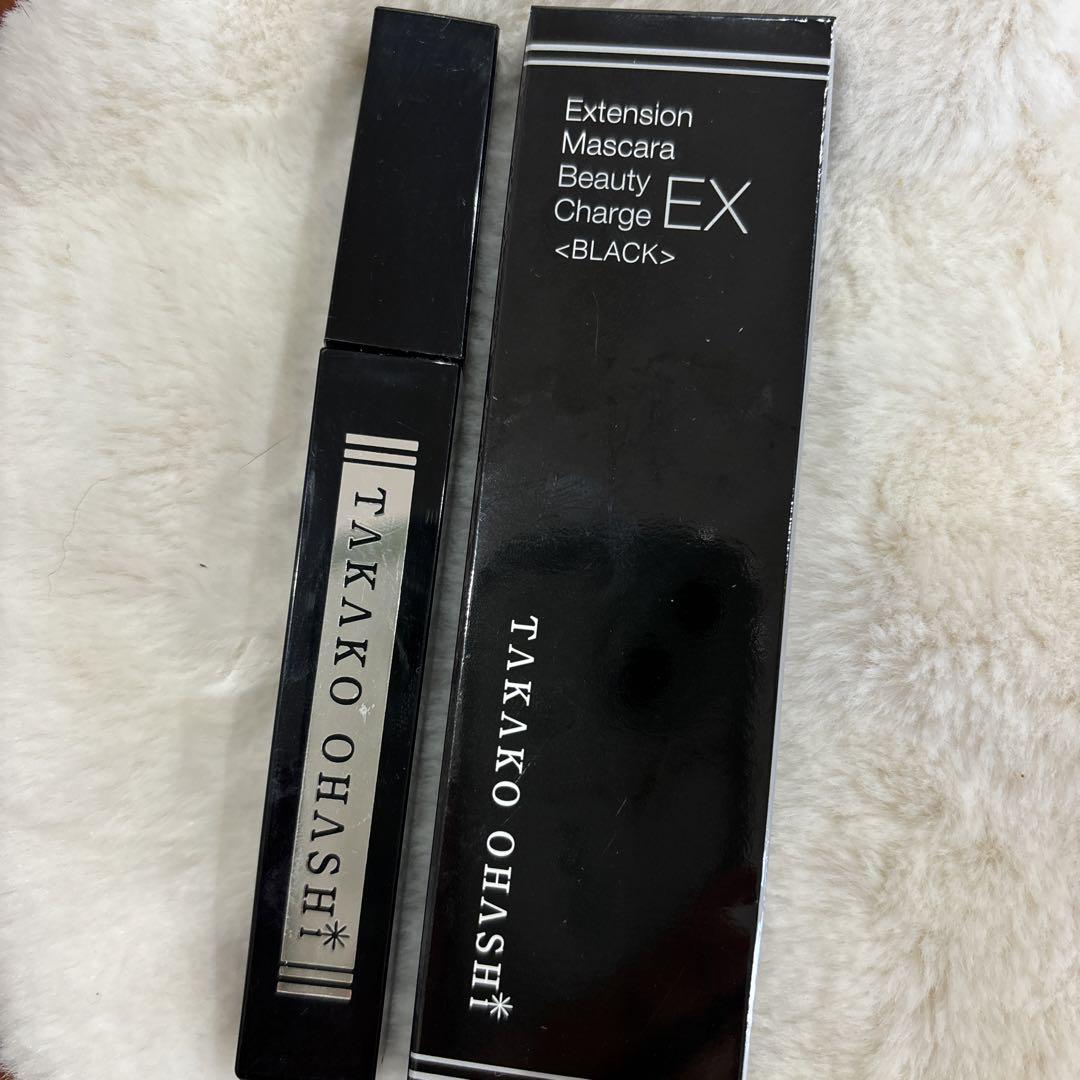 Extension
Mascara
Beauty
Charge EX
<BLACK>
TAKAKO OHASHi
TAKAKO OHASHi